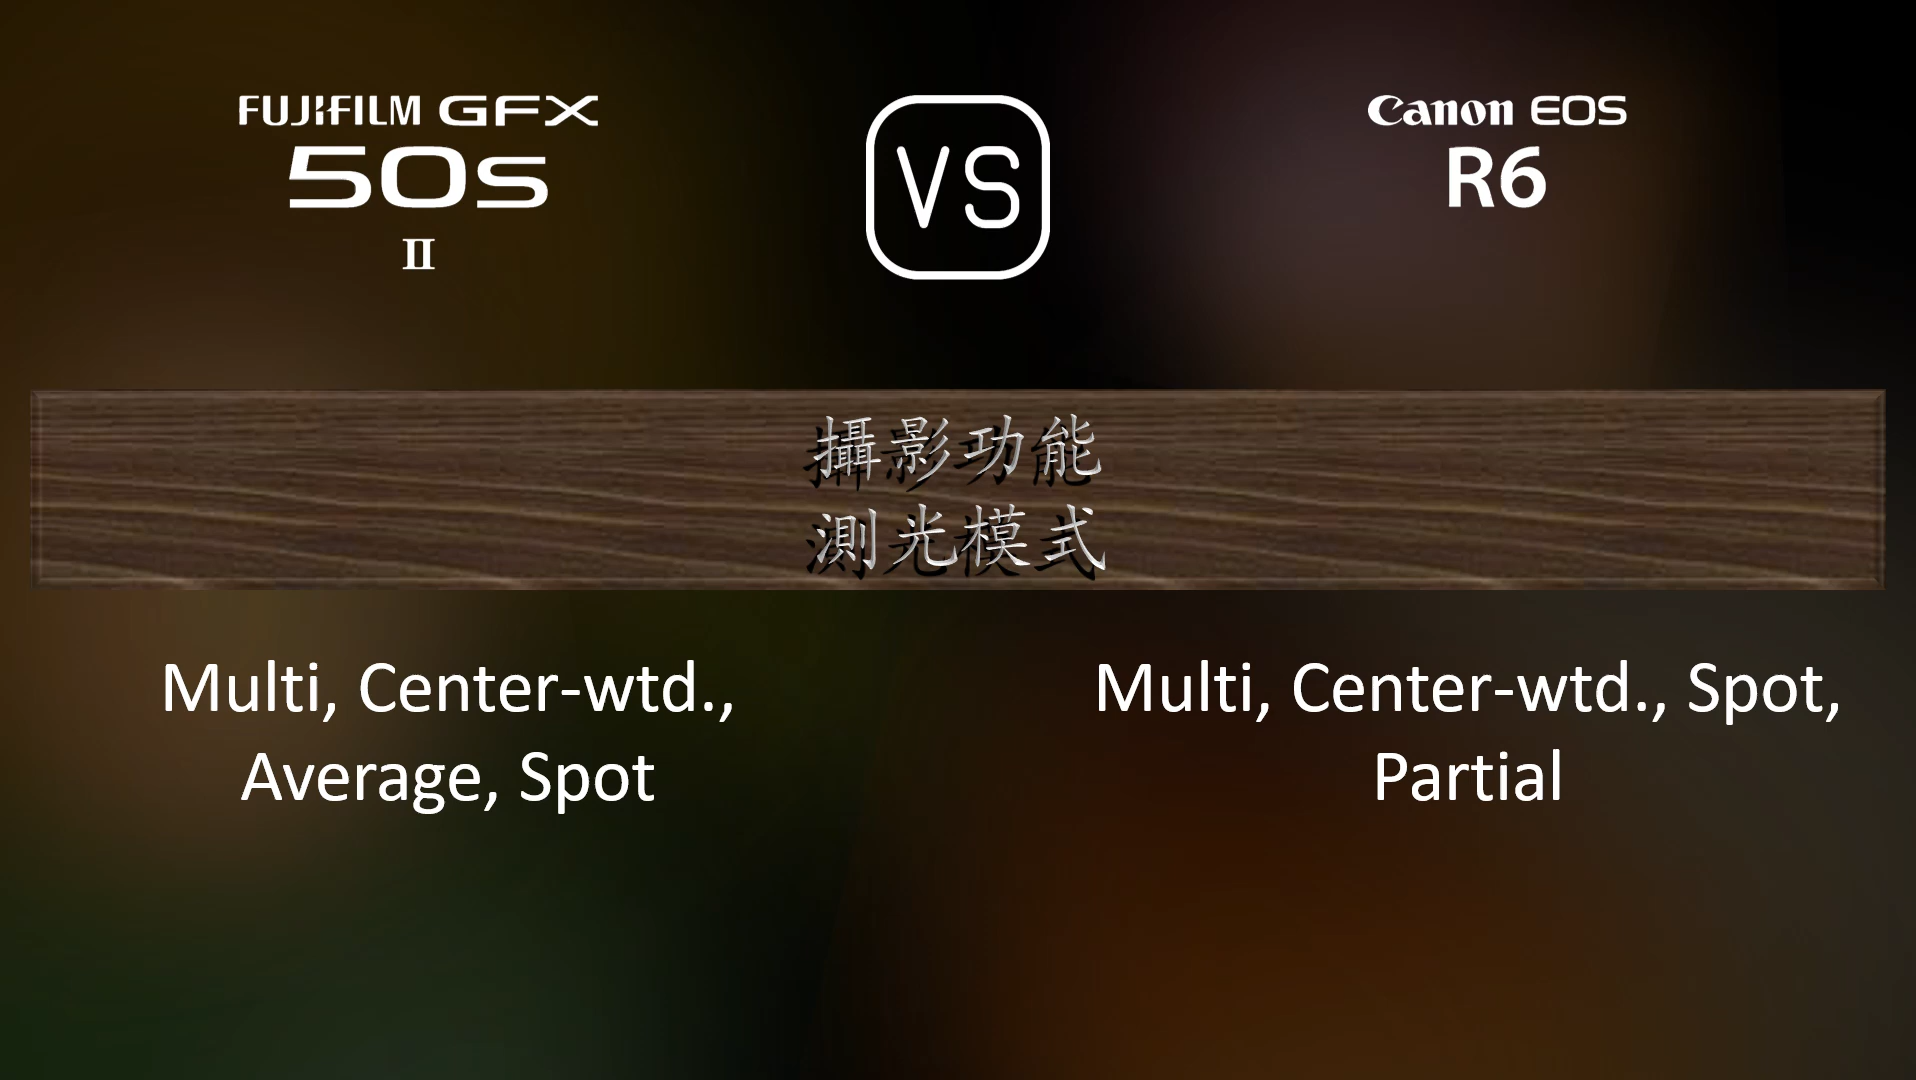 FUJIFILM GFX
50S
II
VS
Canon EOS
R6
攝影功能
測光模式
Multi, Center-wtd.,
Average, Spot
Multi, Center-wtd., Spot,
Partial